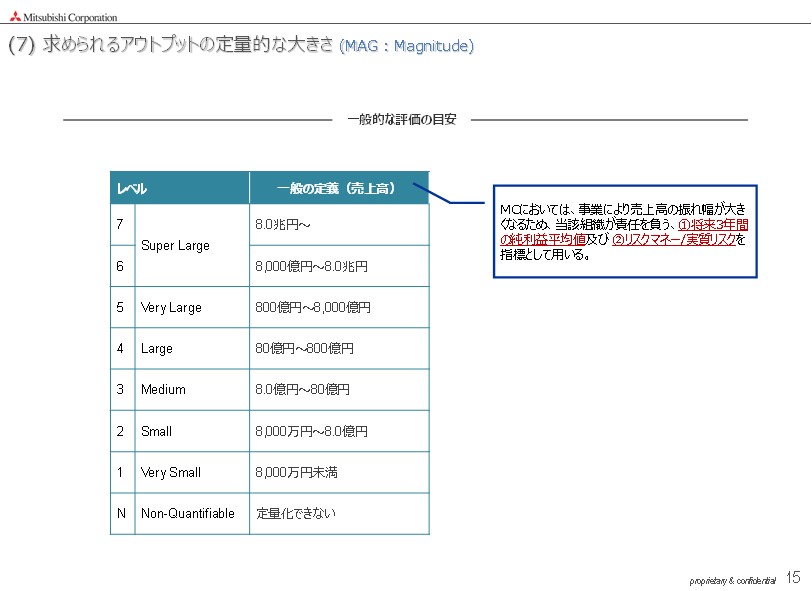 Mitsubishi Corporation
(7) 求められるアウトプットの定量的な大きさ (MAG：Magnitude)
一般的な評価の目安
レベル 一般の定義（売上高）
7 Super Large 8.0兆円～
6 8,000億円～8.0兆円
5 Very Large 800億円～8,000億円
4 Large 80億円～800億円
3 Medium 8.0億円～80億円
2 Small 8,000万円～8.0億円
1 Very Small 8,000万円未満
N Non-Quantifiable 定量化できない
MCにおいては、事業により売上高の振れ幅が大き
くなるため、当該組織が責任を負う、①将来3年間
の純利益平均値及び ②リスクマネー/実質リスクを
指標として用いる。
proprietary & confidential 15